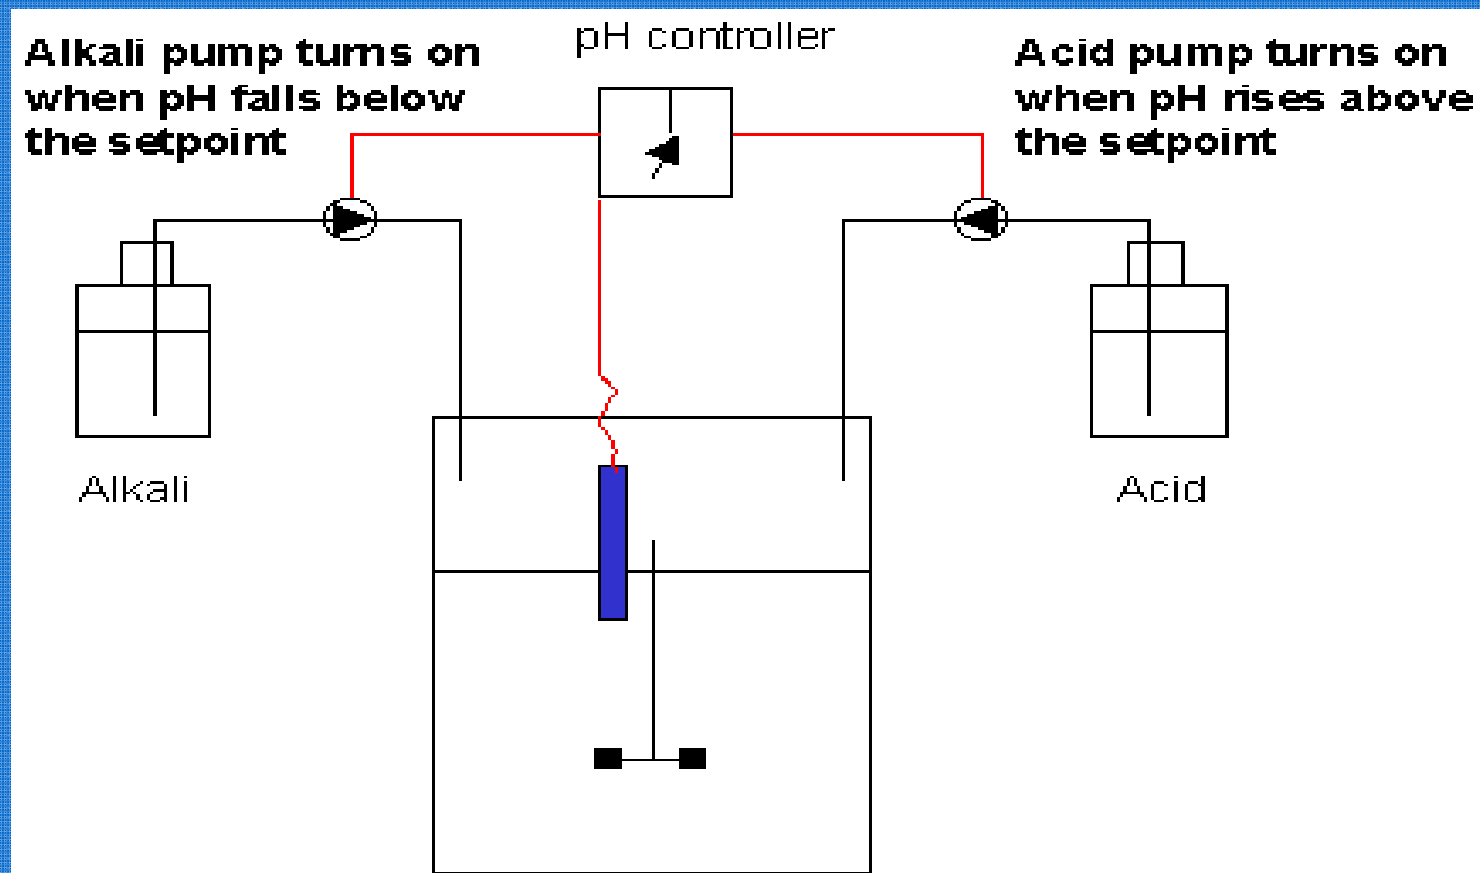 pH controller
Alkali pump turns on
when pH falls below
the setpoint
Acid pump turns on
when pH rises above
the setpoint
Alkali
Acid